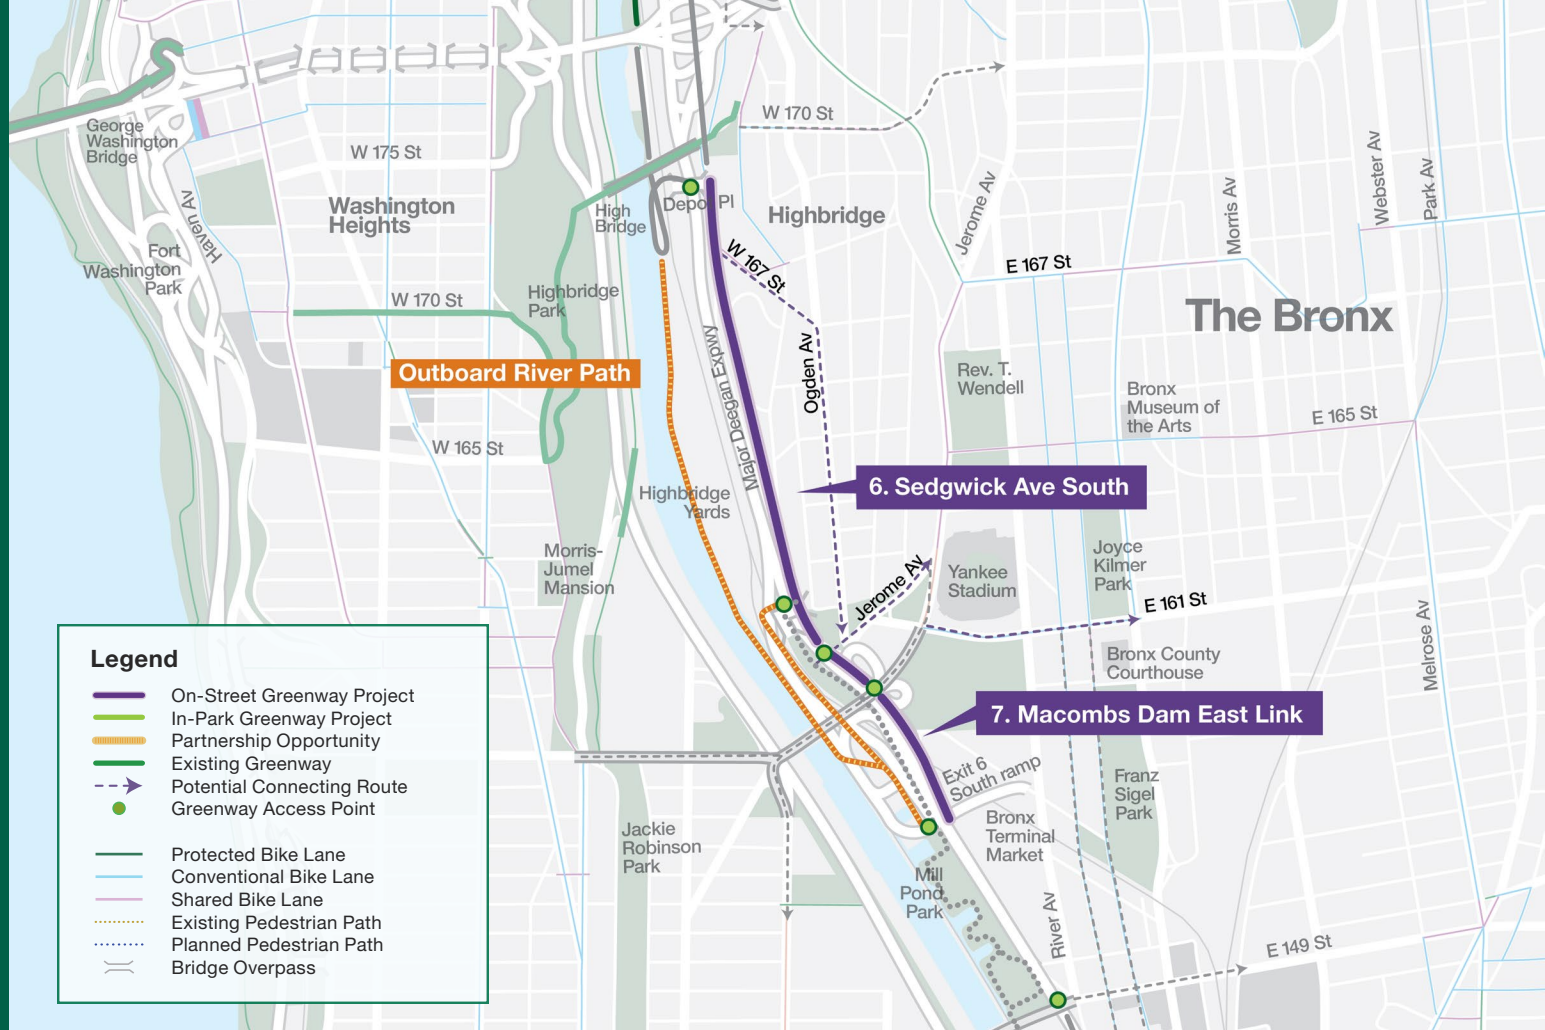 George
Washington
Bridge
W 175 St
Haven Av
Washington
Heights
Fort
Washington
Park
W 170 St
Highbridge
Park
High
Bridge
Depot Pl
Highbridge
W 170 St
W 167 St
Jerome Av
E 167 St
Morris Av
Webster Av
Park Av
The Bronx
Outboard River Path
Major Deegan Expwy
Ogden Av
Rev. T.
Wendell
Bronx
Museum of
the Arts
E 165 St
W 165 St
Highbridge
Yards
6. Sedgwick Ave South
Morris-
Jumel
Mansion
Jerome Av
Yankee
Stadium
Joyce
Kilmer
Park
E 161 St
Bronx County
Courthouse
Melrose Av
7. Macombs Dam East Link
Exit 6
South ramp
Franz
Sigel
Park
Bronx
Terminal
Market
Jackie
Robinson
Park
Mill
Pond
Park
River Av
E 149 St
Legend
On-Street Greenway Project
In-Park Greenway Project
Partnership Opportunity
Existing Greenway
Potential Connecting Route
Greenway Access Point
Protected Bike Lane
Conventional Bike Lane
Shared Bike Lane
Existing Pedestrian Path
Planned Pedestrian Path
Bridge Overpass